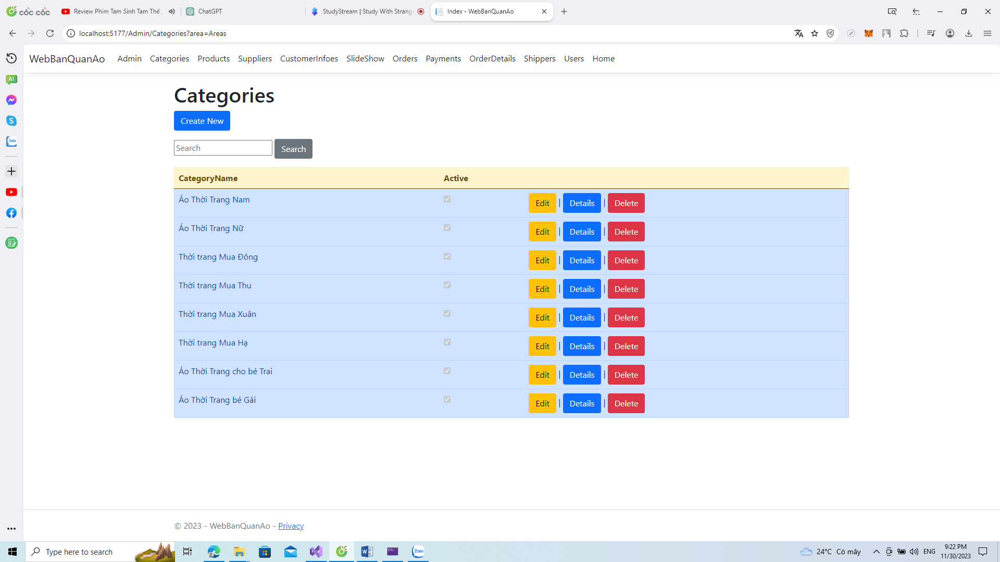 cốc cốc
Review Phim Tam Sinh Tam Thế
ChatGPT
StudyStream | Study With Strange
Index - WebBanQuanAo
localhost:5177/Admin/Categories?area=Areas
WebBanQuanAo Admin Categories Products Suppliers CustomerInfoes SlideShow Orders Payments OrderDetails Shippers Users Home
AI
Categories
Create New
Search Search
Zalo
CategoryName Active
Áo Thời Trang Nam Edit | Details | Delete
Áo Thời Trang Nữ Edit | Details | Delete
Thời trang Mua Đông Edit | Details | Delete
Thời trang Mua Thu Edit | Details | Delete
Thời trang Mua Xuân Edit | Details | Delete
Thời trang Mua Hạ Edit | Details | Delete
Áo Thời Trang cho bé Trai Edit | Details | Delete
Áo Thời Trang bé Gái Edit | Details | Delete
© 2023 - WebBanQuanAo - Privacy
Type here to search
Zalo
24°C Có mây
ENG
9:22 PM
11/30/2023